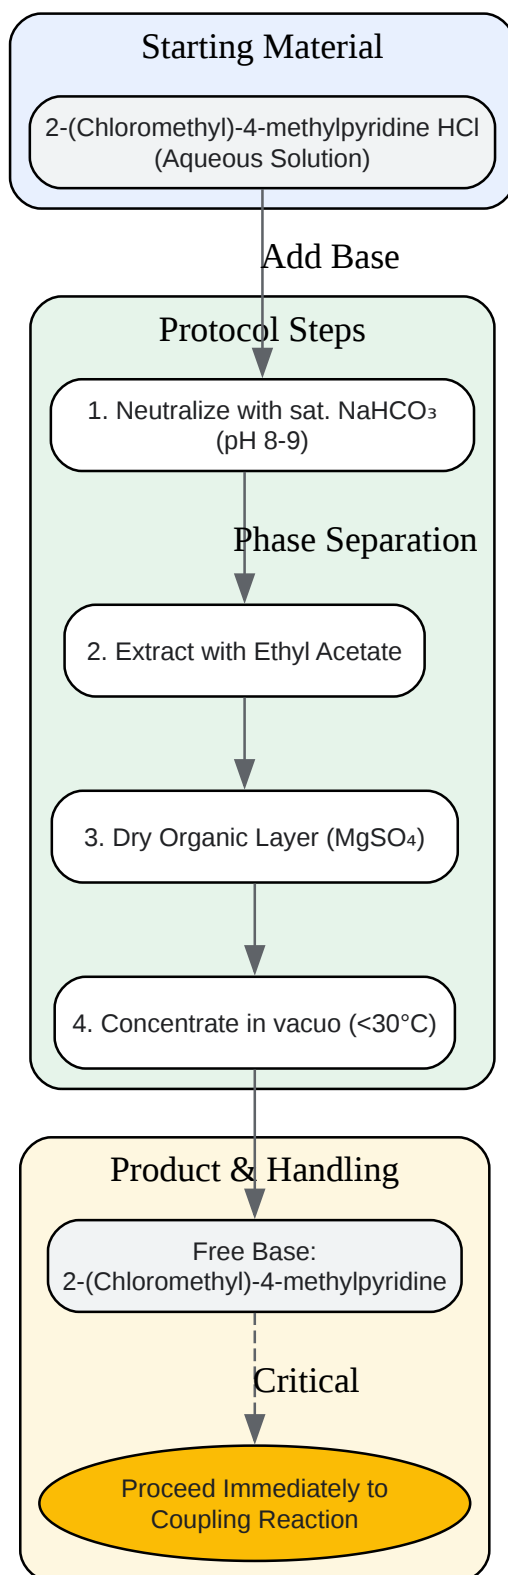 Starting Material
2-(Chloromethyl)-4-methylpyridine HCl
(Aqueous Solution)
Add Base
Protocol Steps
1. Neutralize with sat. NaHCO₃
(pH 8-9)
Phase Separation
2. Extract with Ethyl Acetate
3. Dry Organic Layer (MgSO₄)
4. Concentrate in vacuo (<30°C)
Product & Handling
Free Base:
2-(Chloromethyl)-4-methylpyridine
Critical
Proceed Immediately to
Coupling Reaction